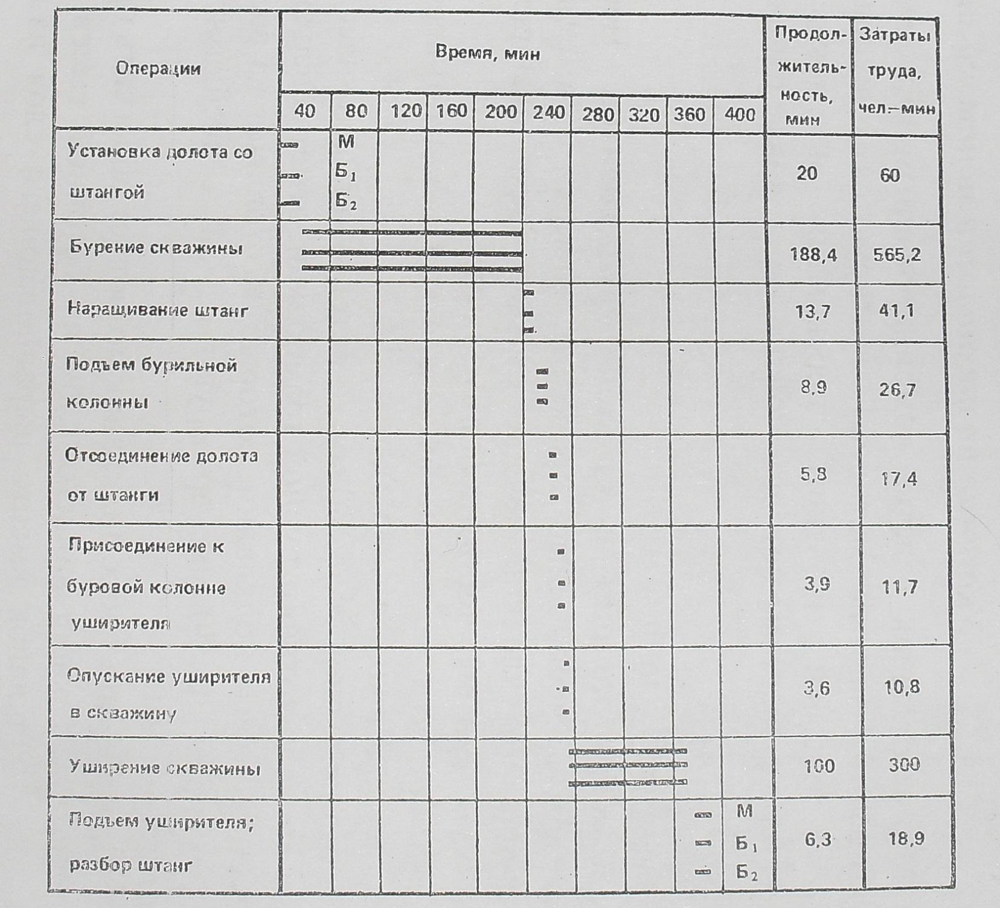 Операции
Время, мин
Продол-
житель-
ность,
мин
Затраты
труда,
чел.—мин
40 80 120 160 200 240 280 320 360 400
Установка долота со
штангой
М
Б1
Б2
20
60
Бурение скважины
188,4
565,2
Наращивание штанг
13,7
41,1
Подъем бурильной
колонны
8,9
26,7
Отсоединение долота
от штанги
5,8
17,4
Присоединение к
буровой колонне
уширителя
3,9
11,7
Опускание уширителя
в скважину
3,6
10,8
Уширение скважины
100
300
Подъем уширителя;
разбор штанг
М
Б1
Б2
6,3
18,9